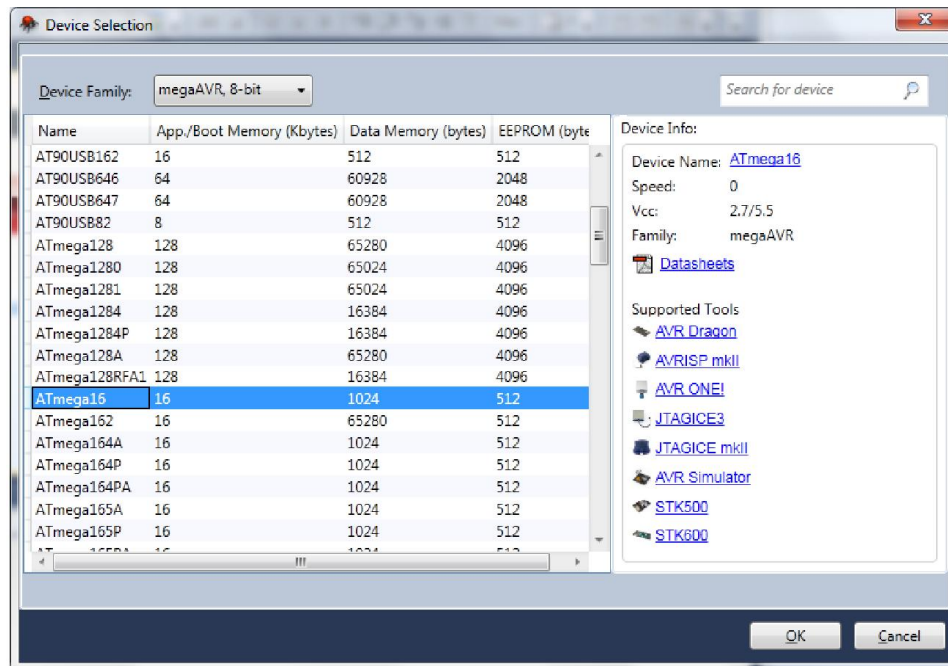 Device Selection
Device Family: megaAVR, 8-bit Search for device
Name App./Boot Memory (Kbytes) Data Memory (bytes) EEPROM (byte
AT90USB162 16 512 512
AT90USB646 64 60928 2048
AT90USB647 64 60928 2048
AT90USB82 8 512 512
ATmega128 128 65280 4096
ATmega1280 128 65024 4096
ATmega1281 128 65024 4096
ATmega1284 128 16384 4096
ATmega1284P 128 16384 4096
ATmega128A 128 65280 4096
ATmega128RFA1 128 16384 4096
ATmega16 16 1024 512
ATmega162 16 65280 512
ATmega164A 16 1024 512
ATmega164P 16 1024 512
ATmega164PA 16 1024 512
ATmega165A 16 1024 512
ATmega165P 16 1024 512
Device Info:
Device Name: ATmega16
Speed: 0
Vcc: 2.7/5.5
Family: megaAVR
Datasheets
Supported Tools
AVR Dragon
AVRISP mkII
AVR ONE!
JTAGICE3
JTAGICE mkII
AVR Simulator
STK500
STK600
OK Cancel